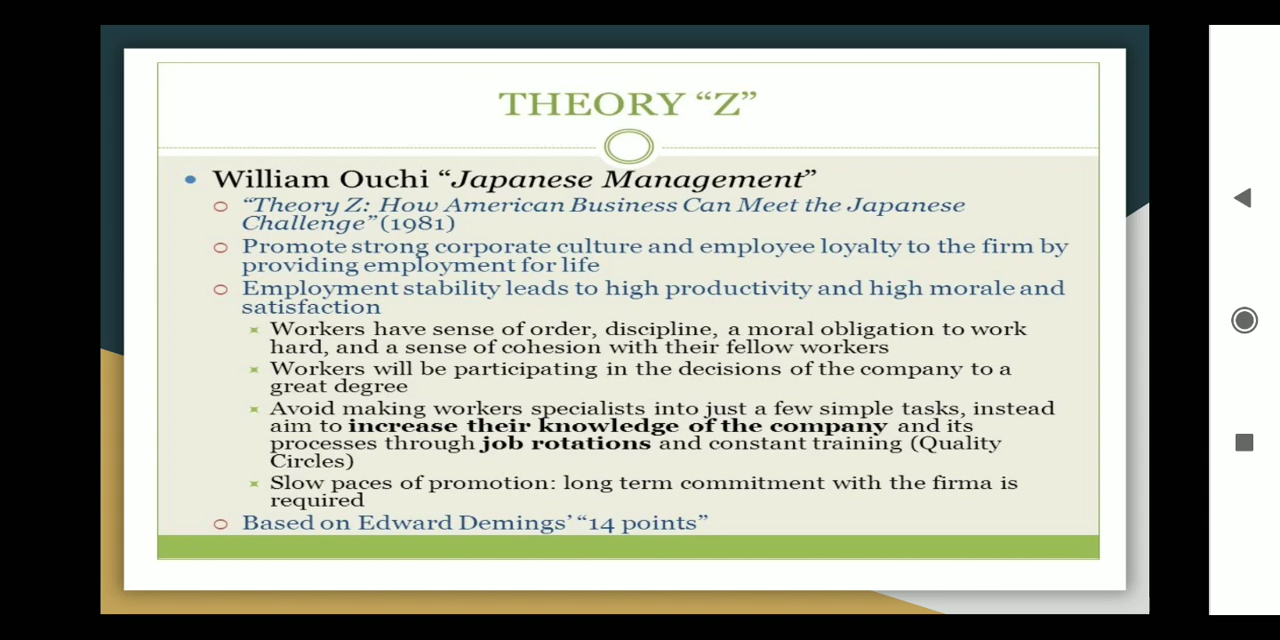 THEORY “Z”
William Ouchi “Japanese Management”
“Theory Z: How American Business Can Meet the Japanese
Challenge” (1981)
Promote strong corporate culture and employee loyalty to the firm by
providing employment for life
Employment stability leads to high productivity and high morale and
satisfaction
Workers have sense of order, discipline, a moral obligation to work
hard, and a sense of cohesion with their fellow workers
Workers will be participating in the decisions of the company to a
great degree
Avoid making workers specialists into just a few simple tasks, instead
aim to increase their knowledge of the company and its
processes through job rotations and constant training (Quality
Circles)
Slow paces of promotion: long term commitment with the firma is
required
Based on Edward Demings’ “14 points”